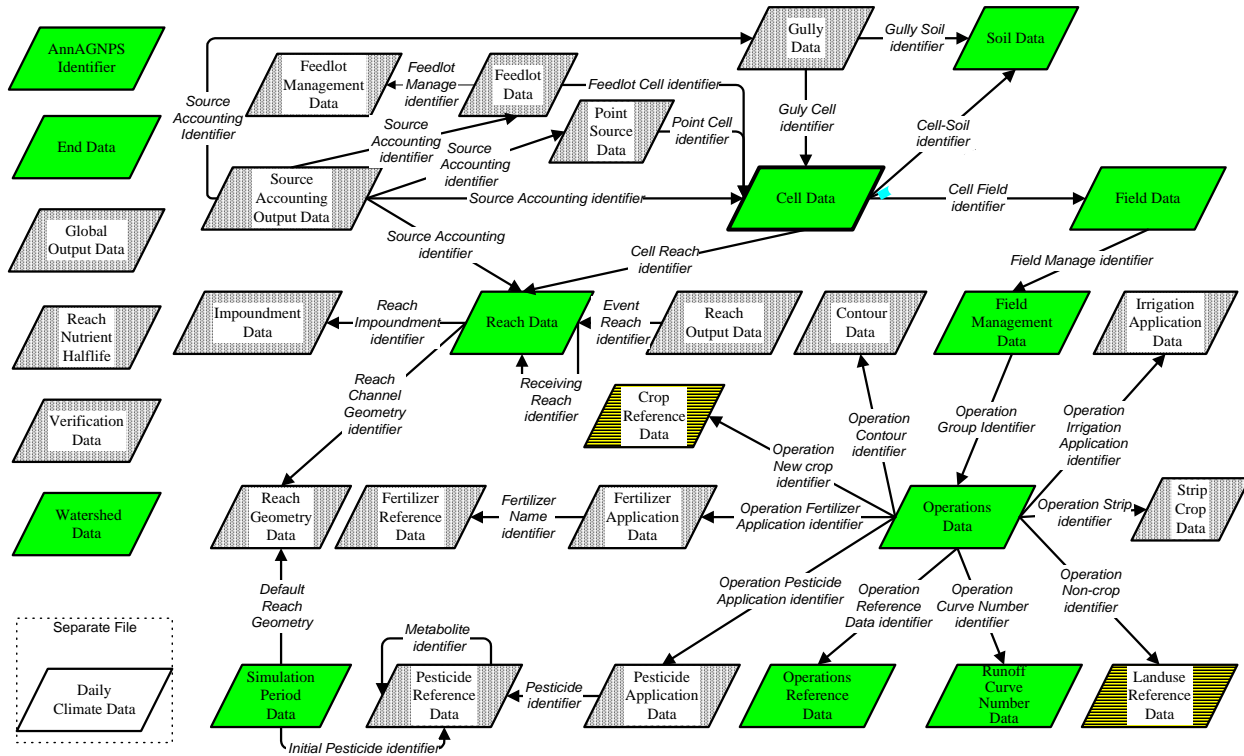 AnnAGNPS
Identifier
End Data
Global
Output Data
Reach
Nutrient
Halflife
Verification
Data
Watershed
Data
Separate File
Daily
Climate Data
Source
Accounting
Identifier
Feedlot
Management
Data
Feedlot
Manage
identifier
Feedlot
Data
Feedlot Cell identifier
Gully
Data
Gully Soil
identifier
Soil Data
Point
Source
Data
Point Cell
identifier
Guly Cell
identifier
Cell-Soil
identifier
Source
Accounting
identifier
Source
Accounting
identifier
Source
Accounting
Output Data
Source Accounting identifier
Cell Data
Cell Field
identifier
Field Data
Source Accounting
identifier
Cell Reach
identifier
Field Manage identifier
Impoundment
Data
Reach
Impoundment
identifier
Reach Data
Event
Reach
identifier
Reach
Output Data
Contour
Data
Field
Management
Data
Irrigation
Application
Data
Reach
Channel
Geometry
identifier
Receiving
Reach
identifier
Crop
Reference
Data
Operation
New crop
identifier
Operation
Contour
identifier
Operation
Group Identifier
Operation
Irrigation
Application
identifier
Reach
Geometry
Data
Fertilizer
Reference
Data
Fertilizer
Name
identifier
Fertilizer
Application
Data
Operation Fertilizer
Application identifier
Operations
Data
Operation Strip
identifier
Strip
Crop
Data
Default
Reach
Geometry
Operation Pesticide
Application identifier
Operation
Reference
Data identifier
Operation
Curve Number
identifier
Operation
Non-crop
identifier
Metabolite
identifier
Simulation
Period
Data
Pesticide
Reference
Data
Pesticide
identifier
Pesticide
Application
Data
Operations
Reference
Data
Runoff
Curve
Number
Data
Landuse
Reference
Data
Initial Pesticide identifier